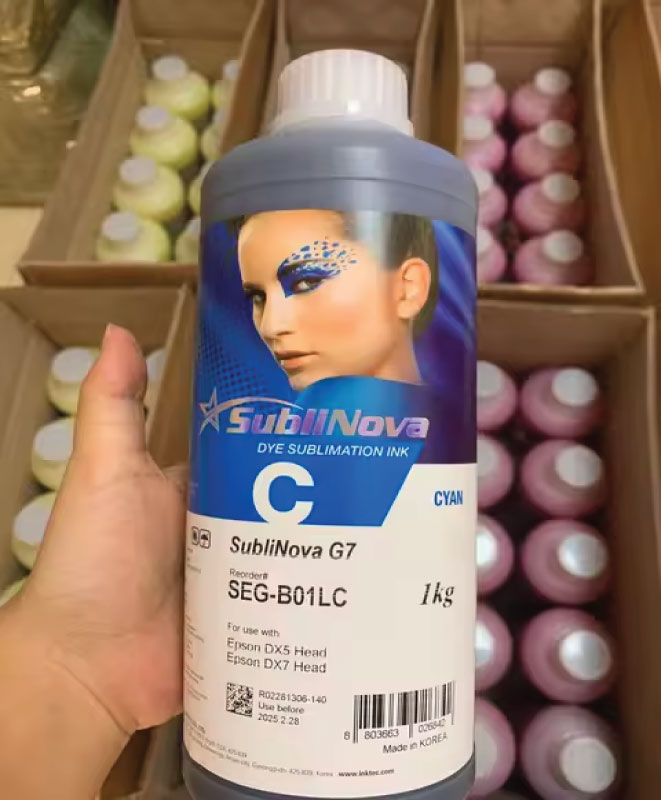 SubliNova
DYE SUBLIMATION INK
C
CYAN
SubliNova G7
Reorder#
SEG-B01LC
1kg
For use with
Epson DX5 Head
Epson DX7 Head
R02281306-140
Use before
2025.2.28
8 803663 026842
Made in KOREA
www.inktec.com